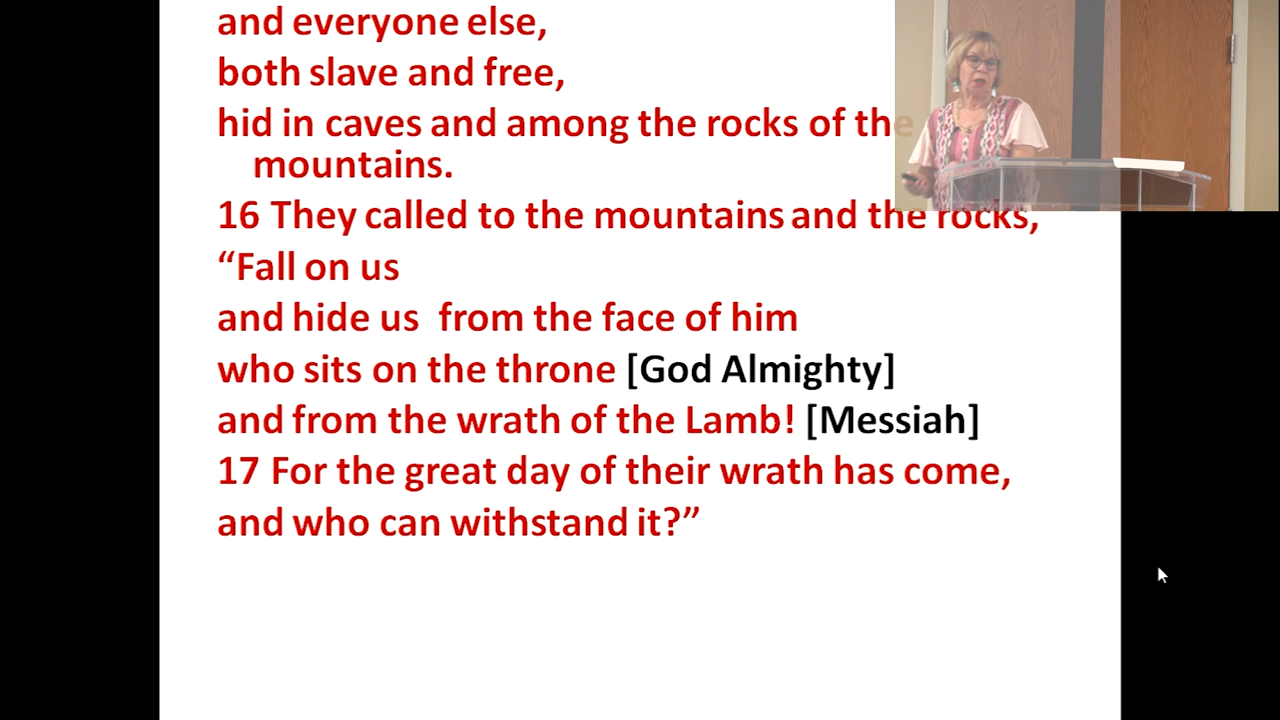 and everyone else,
both slave and free,
hid in caves and among the rocks of the
mountains.
16 They called to the mountains and the rocks,
“Fall on us
and hide us  from the face of him
who sits on the throne [God Almighty]
and from the wrath of the Lamb! [Messiah]
17 For the great day of their wrath has come,
and who can withstand it?”